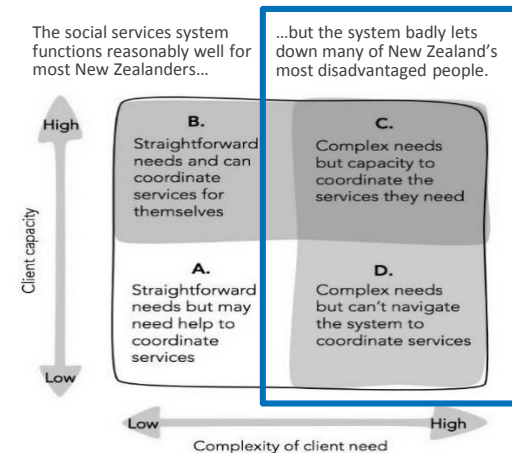 The social services system
functions reasonably well for
most New Zealanders…
…but the system badly lets
down many of New Zealand's
most disadvantaged people.
High
Client capacity
Low
B.
Straightforward
needs and can
coordinate
services for
themselves
C.
Complex needs
but capacity to
coordinate the
services they need
A.
Straightforward
needs but may
need help to
coordinate
services
D.
Complex needs
but can't navigate
the system to
coordinate services
Low
High
Complexity of client need